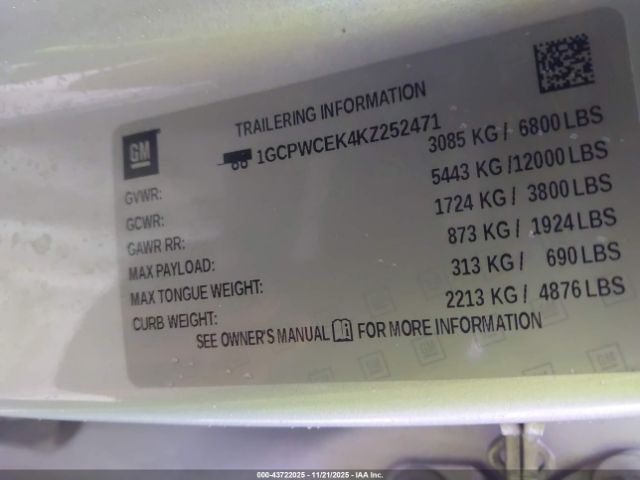 TRAILERING INFORMATION
GM 1GCPWCEK4KZ252471
GVWR: 3085 KG / 6800 LBS
GCWR: 5443 KG /12000 LBS
GAWR RR: 1724 KG / 3800 LBS
MAX PAYLOAD: 873 KG / 1924 LBS
MAX TONGUE WEIGHT: 313 KG / 690 LBS
CURB WEIGHT: 2213 KG / 4876 LBS
SEE OWNER'S MANUAL FOR MORE INFORMATION
000-43722025 - 11/21/2025 - IAA Inc.